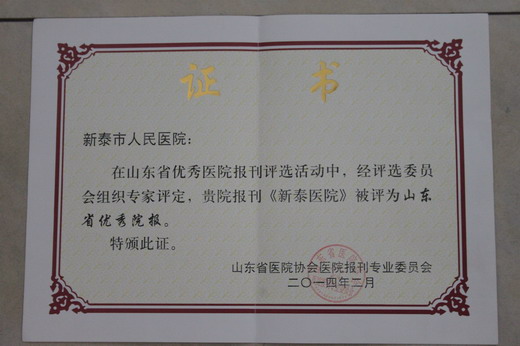 证书
新泰市人民医院：
在山东省优秀医院报刊评选活动中，经评选委员
会组织专家评定，贵院报刊《新泰医院》被评为山东
省优秀院报。
特颁此证。
山东省医院协会医院报刊专业委员会
二〇一四年二月